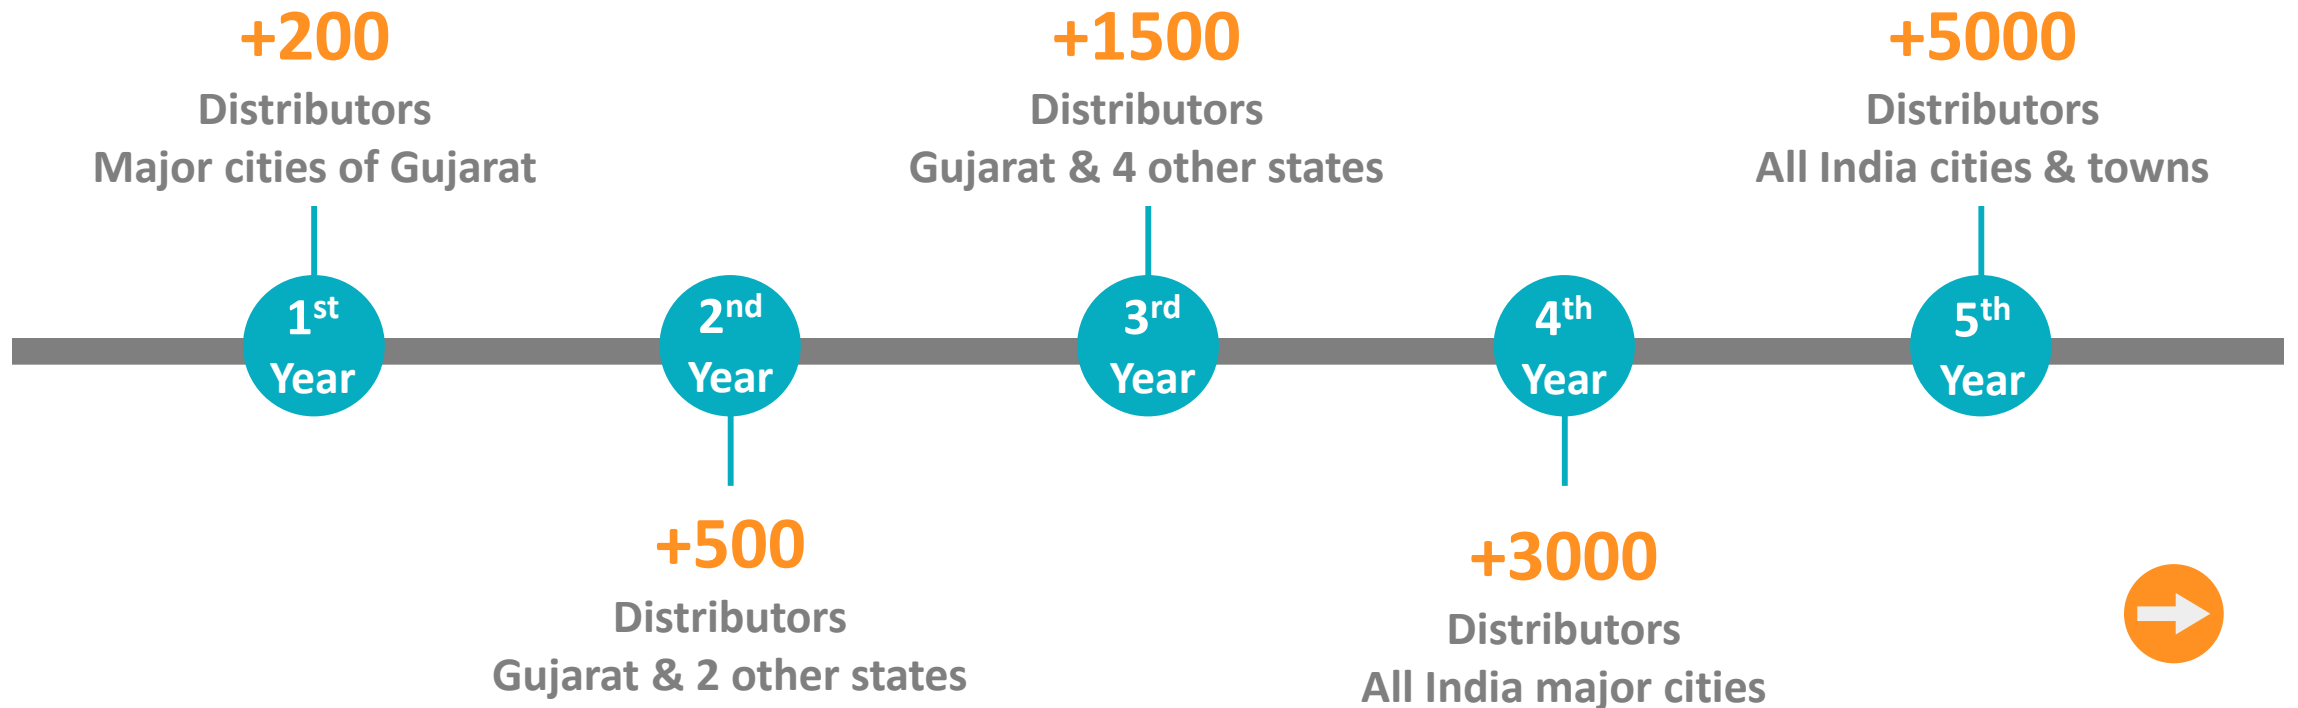 +200
Distributors
Major cities of Gujarat
1st
Year
+500
Distributors
Gujarat & 2 other states
2nd
Year
+1500
Distributors
Gujarat & 4 other states
3rd
Year
+3000
Distributors
All India major cities
4th
Year
+5000
Distributors
All India cities & towns
5th
Year